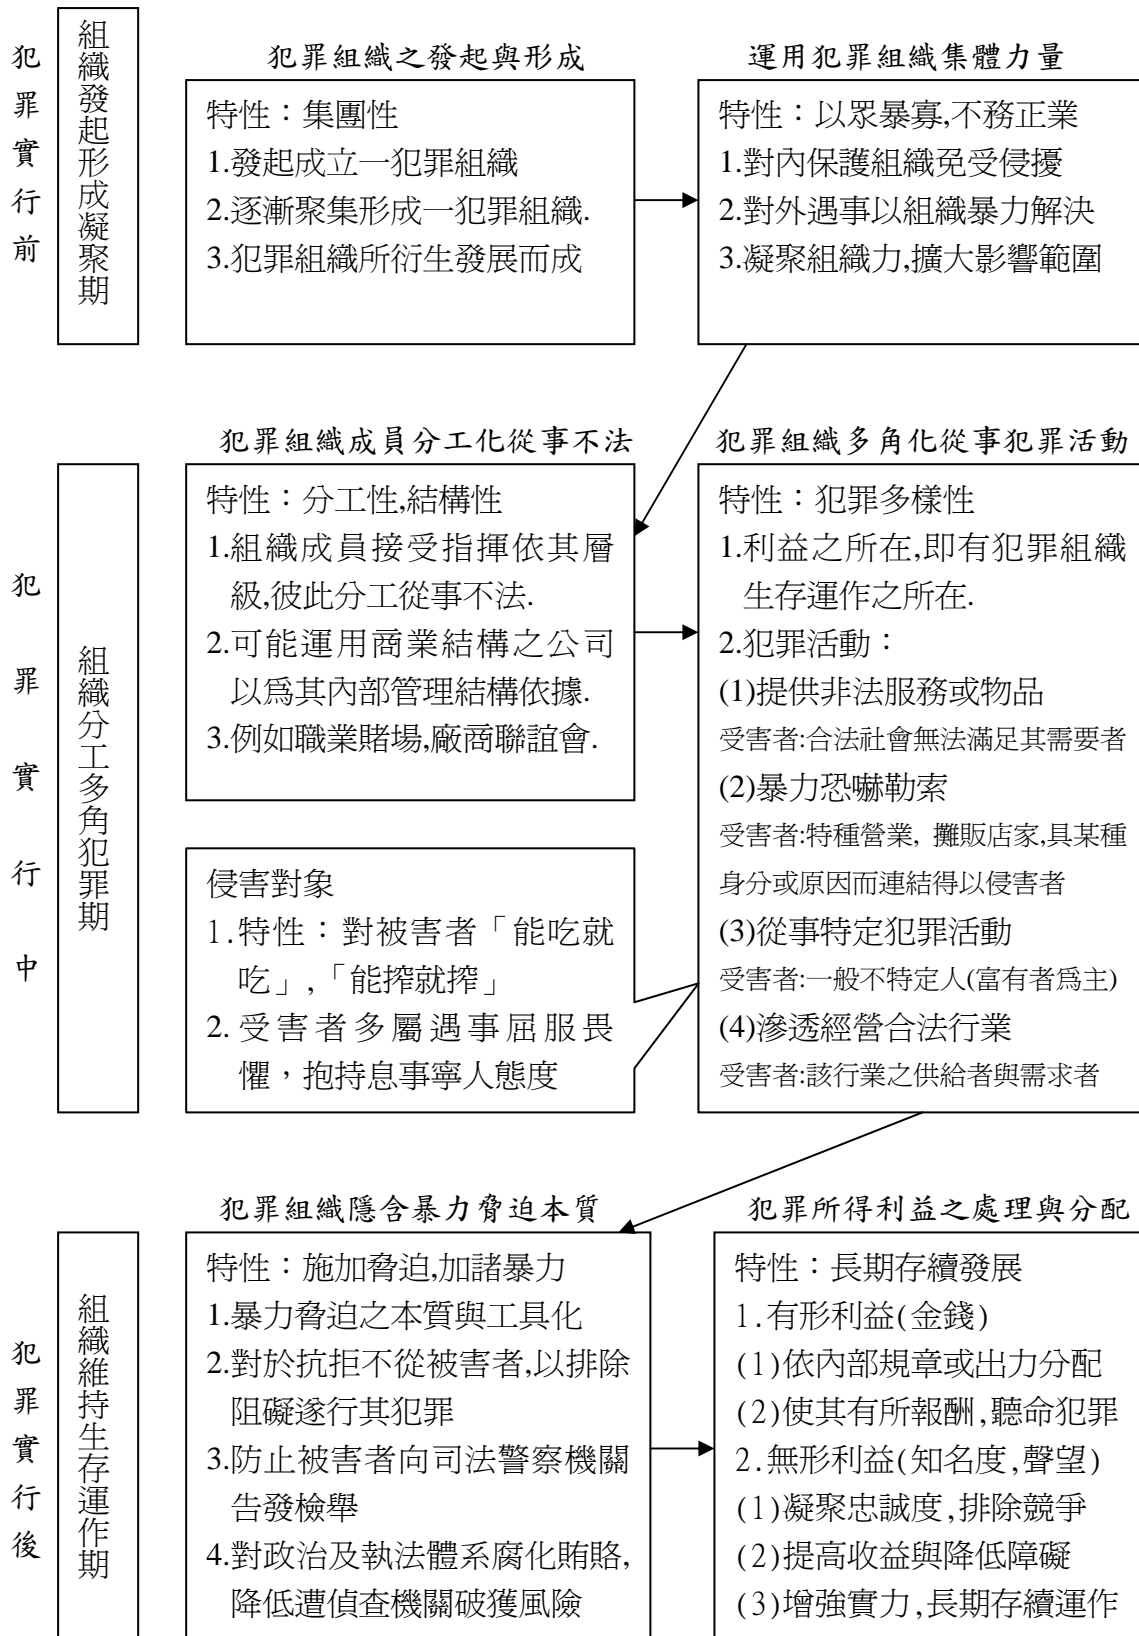 犯罪實行前
組織發起形成凝聚期
犯罪組織之發起與形成
特性：集團性
1.發起成立一犯罪組織
2.逐漸聚集形成一犯罪組織.
3.犯罪組織所衍生發展而成
運用犯罪組織集體力量
特性：以眾暴寡,不務正業
1.對內保護組織免受侵擾
2.對外遇事以組織暴力解決
3.凝聚組織力,擴大影響範圍
犯罪實行中
組織分工多角犯罪期
犯罪組織成員分工化從事不法
特性：分工性,結構性
1.組織成員接受指揮依其層
級,彼此分工從事不法.
2.可能運用商業結構之公司
以爲其內部管理結構依據.
3.例如職業賭場,廠商聯誼會.
侵害對象
1.特性：對被害者「能吃就
吃」,「能搾就搾」
2. 受害者多屬遇事屈服畏
懼，抱持息事寧人態度
犯罪組織多角化從事犯罪活動
特性：犯罪多樣性
1.利益之所在,即有犯罪組織
生存運作之所在.
2.犯罪活動：
(1)提供非法服務或物品
受害者:合法社會無法滿足其需要者
(2)暴力恐嚇勒索
受害者:特種營業, 攤販店家,具某種
身分或原因而連結得以侵害者
(3)從事特定犯罪活動
受害者:一般不特定人(富有者爲主)
(4)滲透經營合法行業
受害者:該行業之供給者與需求者
犯罪實行後
組織維持生存運作期
犯罪組織隱含暴力脅迫本質
特性：施加脅迫,加諸暴力
1.暴力脅迫之本質與工具化
2.對於抗拒不從被害者,以排除
阻礙遂行其犯罪
3.防止被害者向司法警察機關
告發檢舉
4.對政治及執法體系腐化賄賂,
降低遭偵查機關破獲風險
犯罪所得利益之處理與分配
特性：長期存續發展
1.有形利益(金錢)
(1)依內部規章或出力分配
(2)使其有所報酬,聽命犯罪
2.無形利益(知名度,聲望)
(1)凝聚忠誠度,排除競爭
(2)提高收益與降低障礙
(3)增強實力,長期存續運作